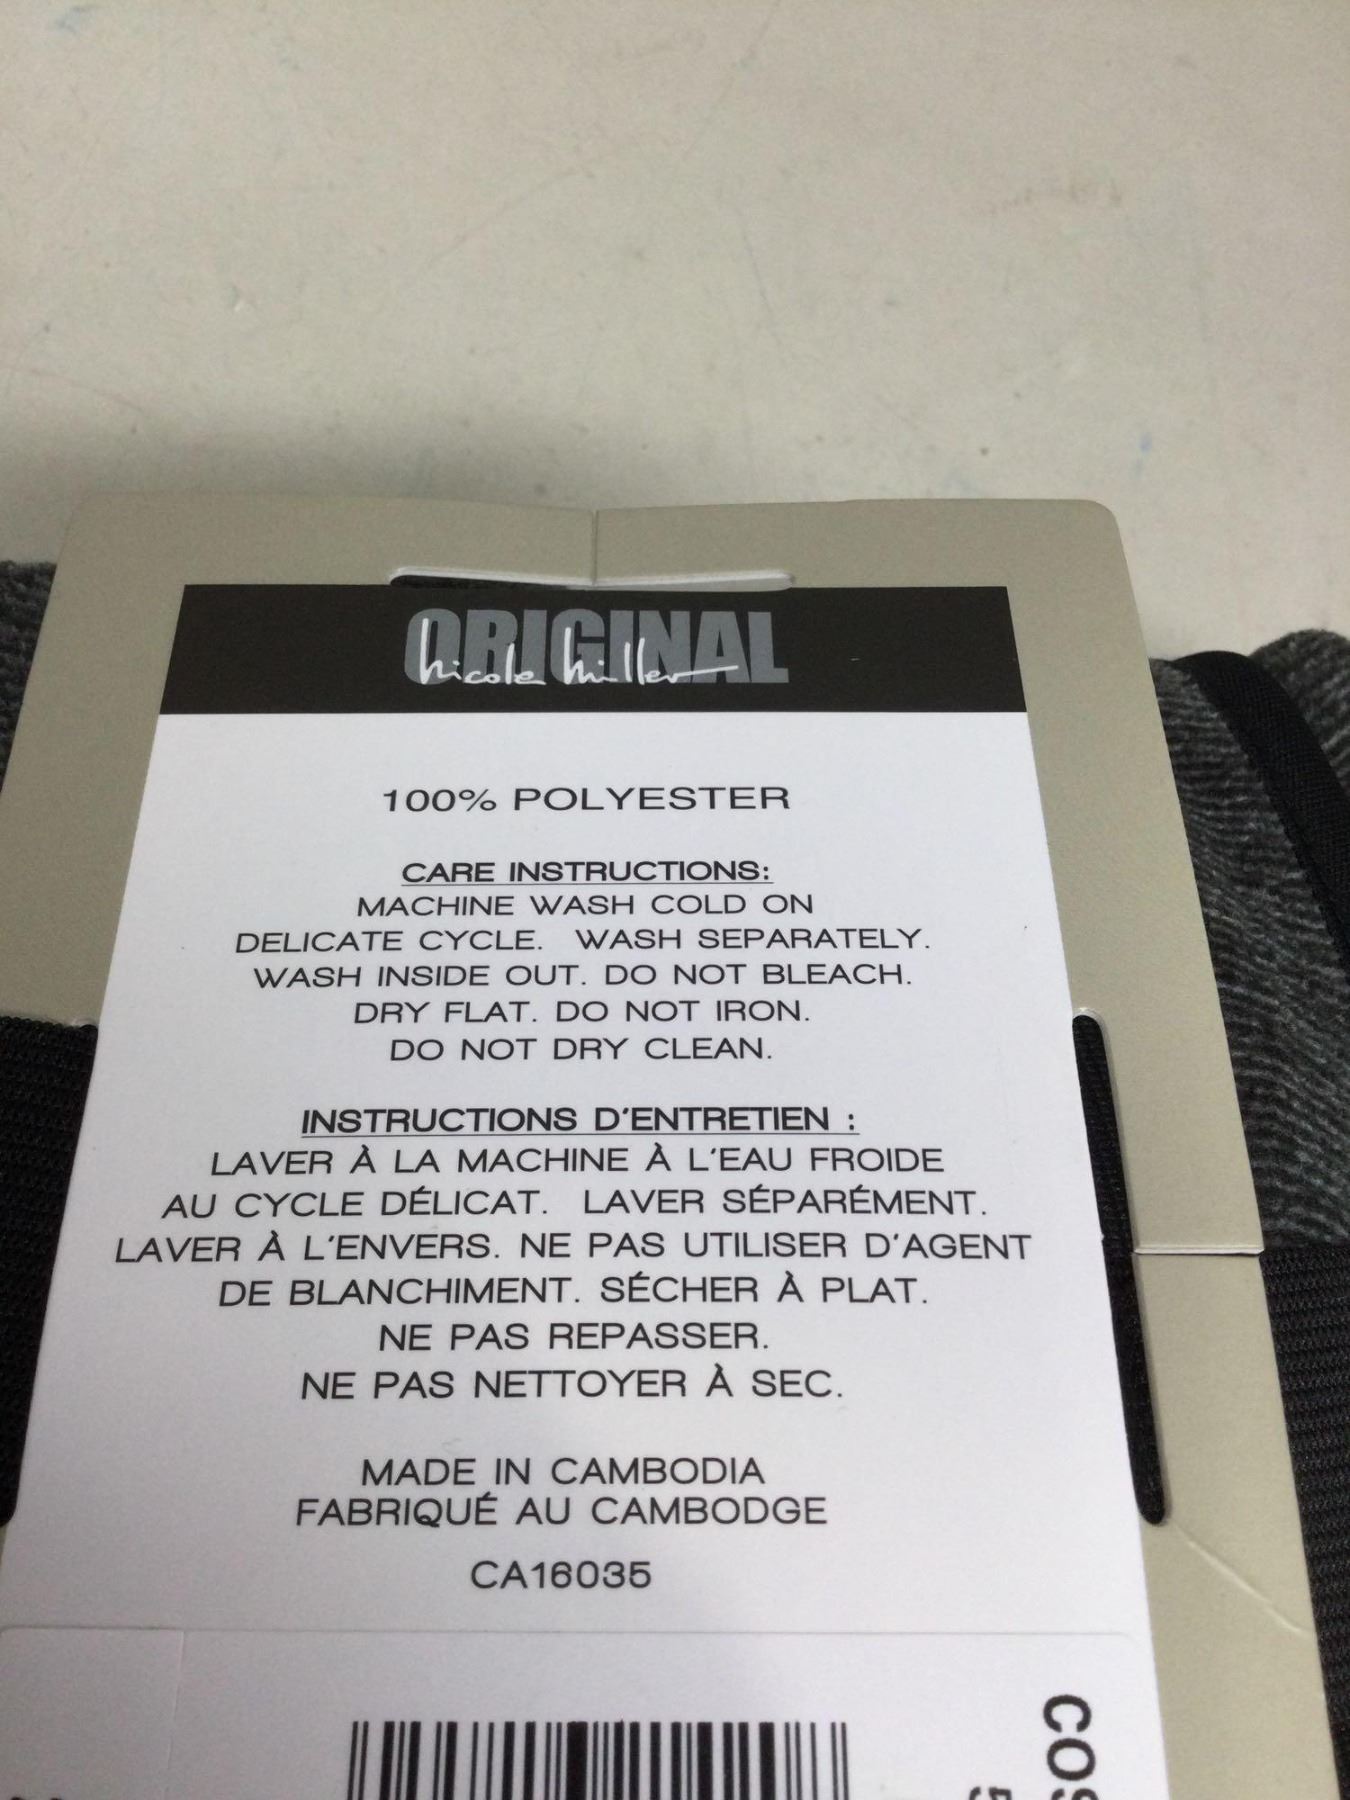 ORIGINAL
nicole miller
100% POLYESTER
CARE INSTRUCTIONS:
MACHINE WASH COLD ON
DELICATE CYCLE. WASH SEPARATELY.
WASH INSIDE OUT. DO NOT BLEACH.
DRY FLAT. DO NOT IRON.
DO NOT DRY CLEAN.
INSTRUCTIONS D'ENTRETIEN :
LAVER À LA MACHINE À L'EAU FROIDE
AU CYCLE DÉLICAT. LAVER SÉPARÉMENT.
LAVER À L'ENVERS. NE PAS UTILISER D'AGENT
DE BLANCHIMENT. SÉCHER À PLAT.
NE PAS REPASSER.
NE PAS NETTOYER À SEC.
MADE IN CAMBODIA
FABRIQUÉ AU CAMBODGE
CA16035